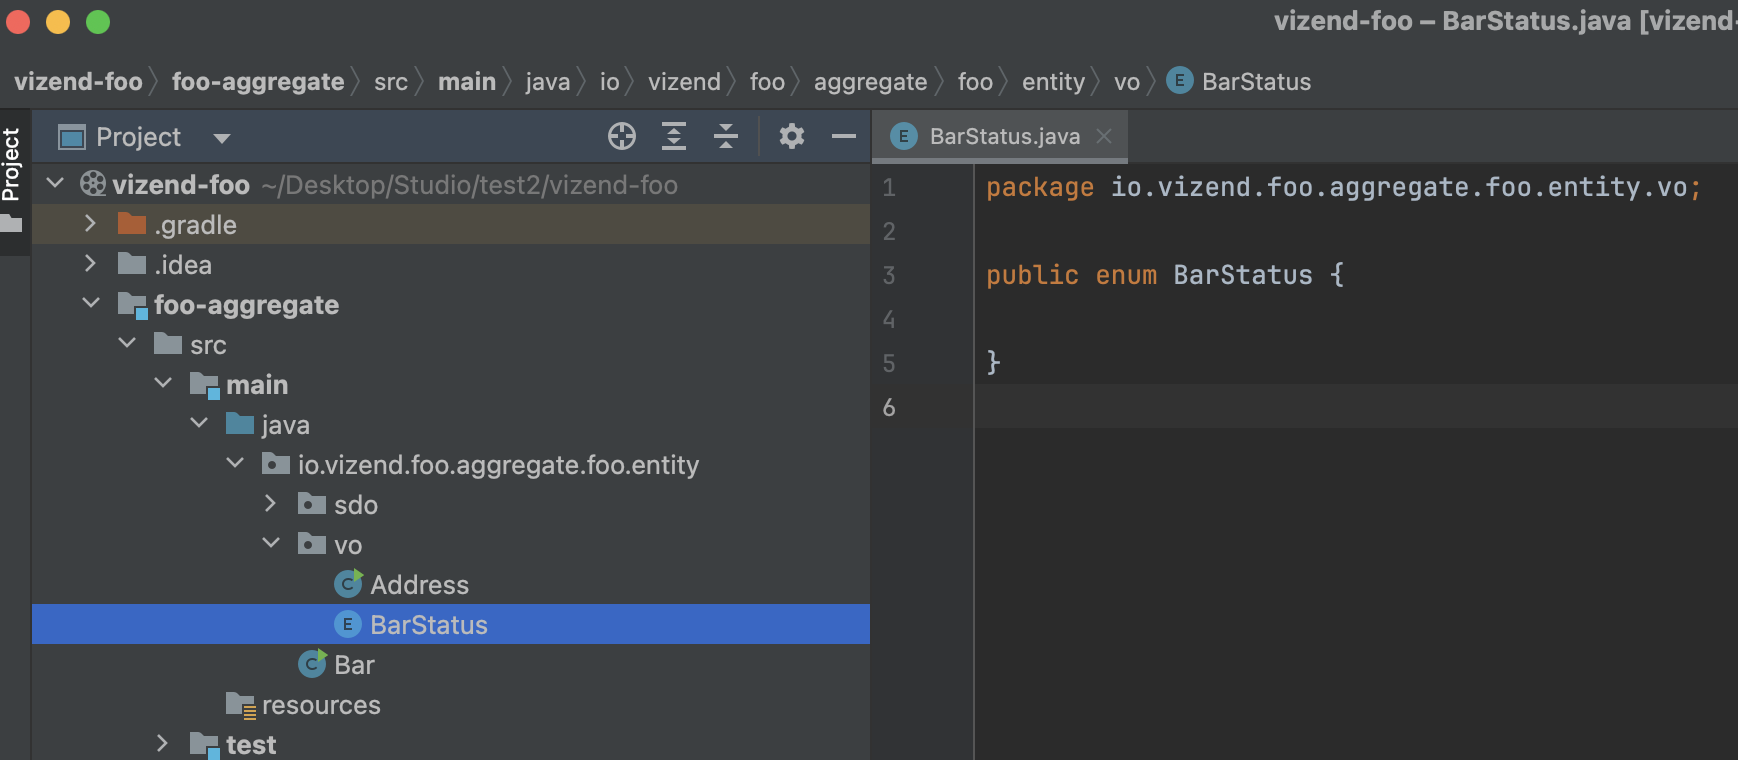 vizend-foo – BarStatus.java [vizend-
vizend-foo foo-aggregate src main java io vizend foo aggregate foo entity vo E BarStatus
Project
Project
E BarStatus.java
vizend-foo ~/Desktop/Studio/test2/vizend-foo
.gradle
.idea
foo-aggregate
src
main
java
io.vizend.foo.aggregate.foo.entity
sdo
vo
C Address
E BarStatus
C Bar
resources
test
1 package io.vizend.foo.aggregate.foo.entity.vo;
2
3 public enum BarStatus {
4
5 }
6